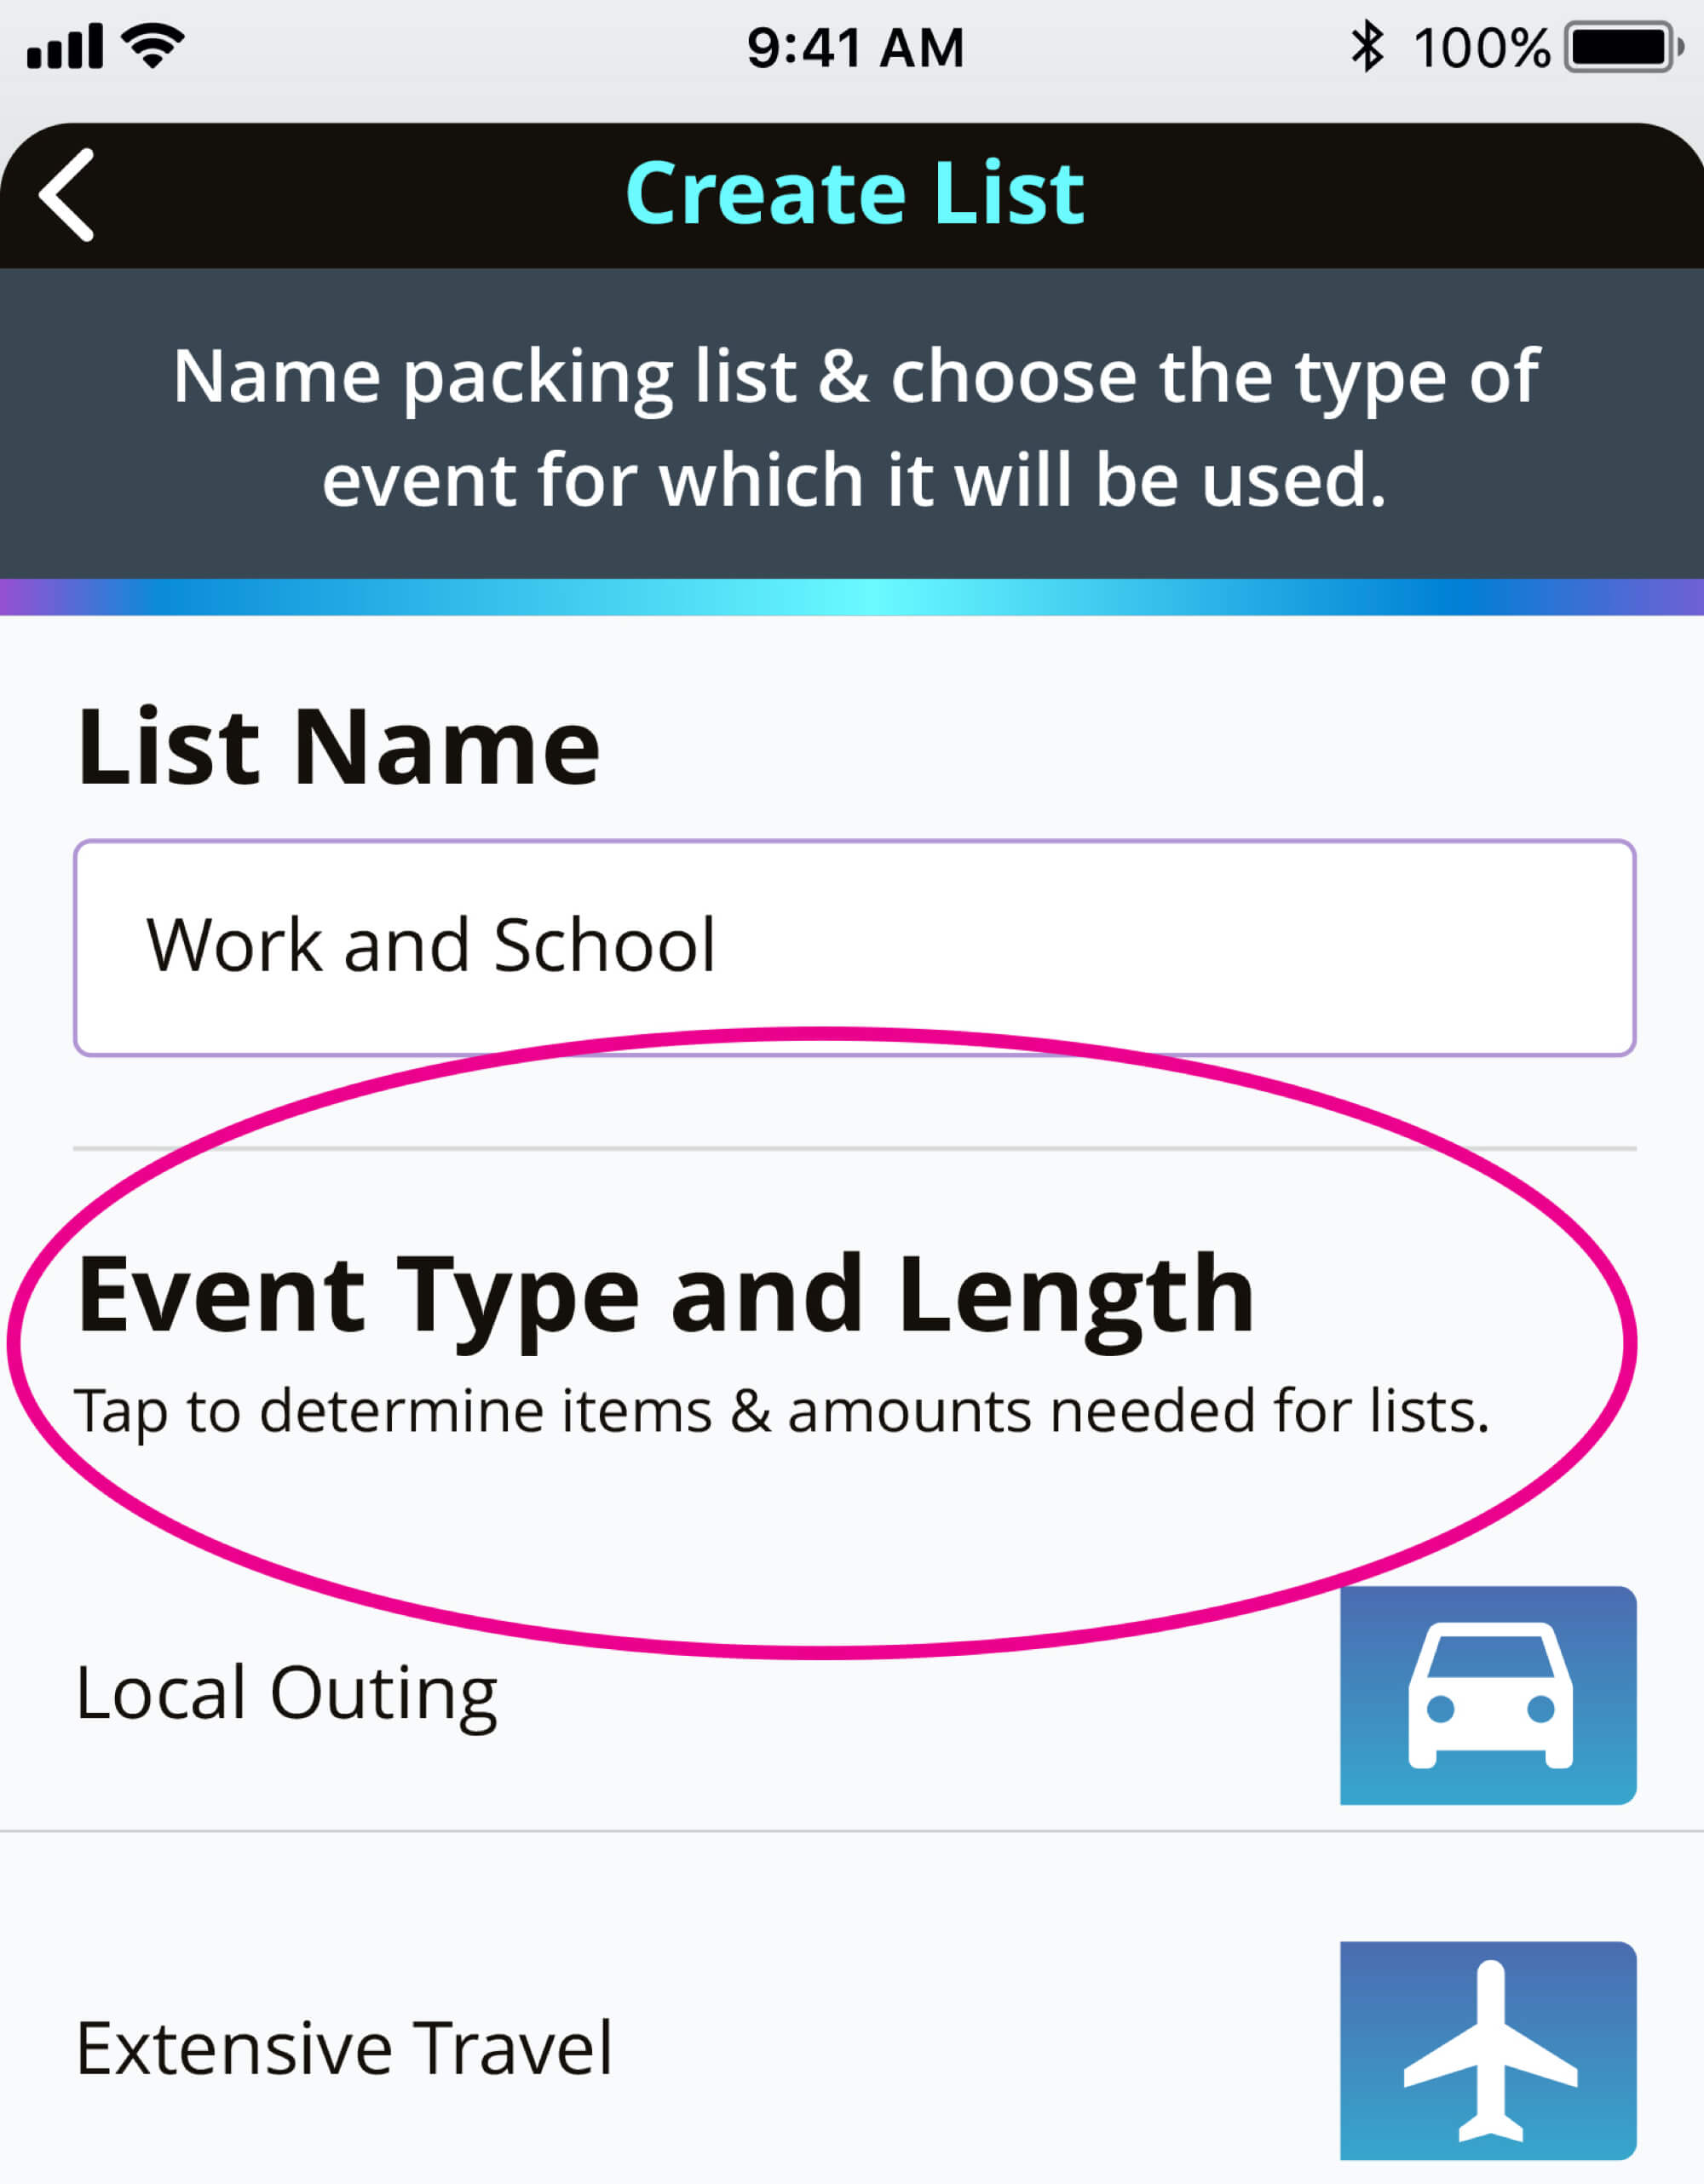 9:41 AM
100%
Create List
Name packing list & choose the type of
event for which it will be used.
List Name
Work and School
Event Type and Length
Tap to determine items & amounts needed for lists.
Local Outing
Extensive Travel